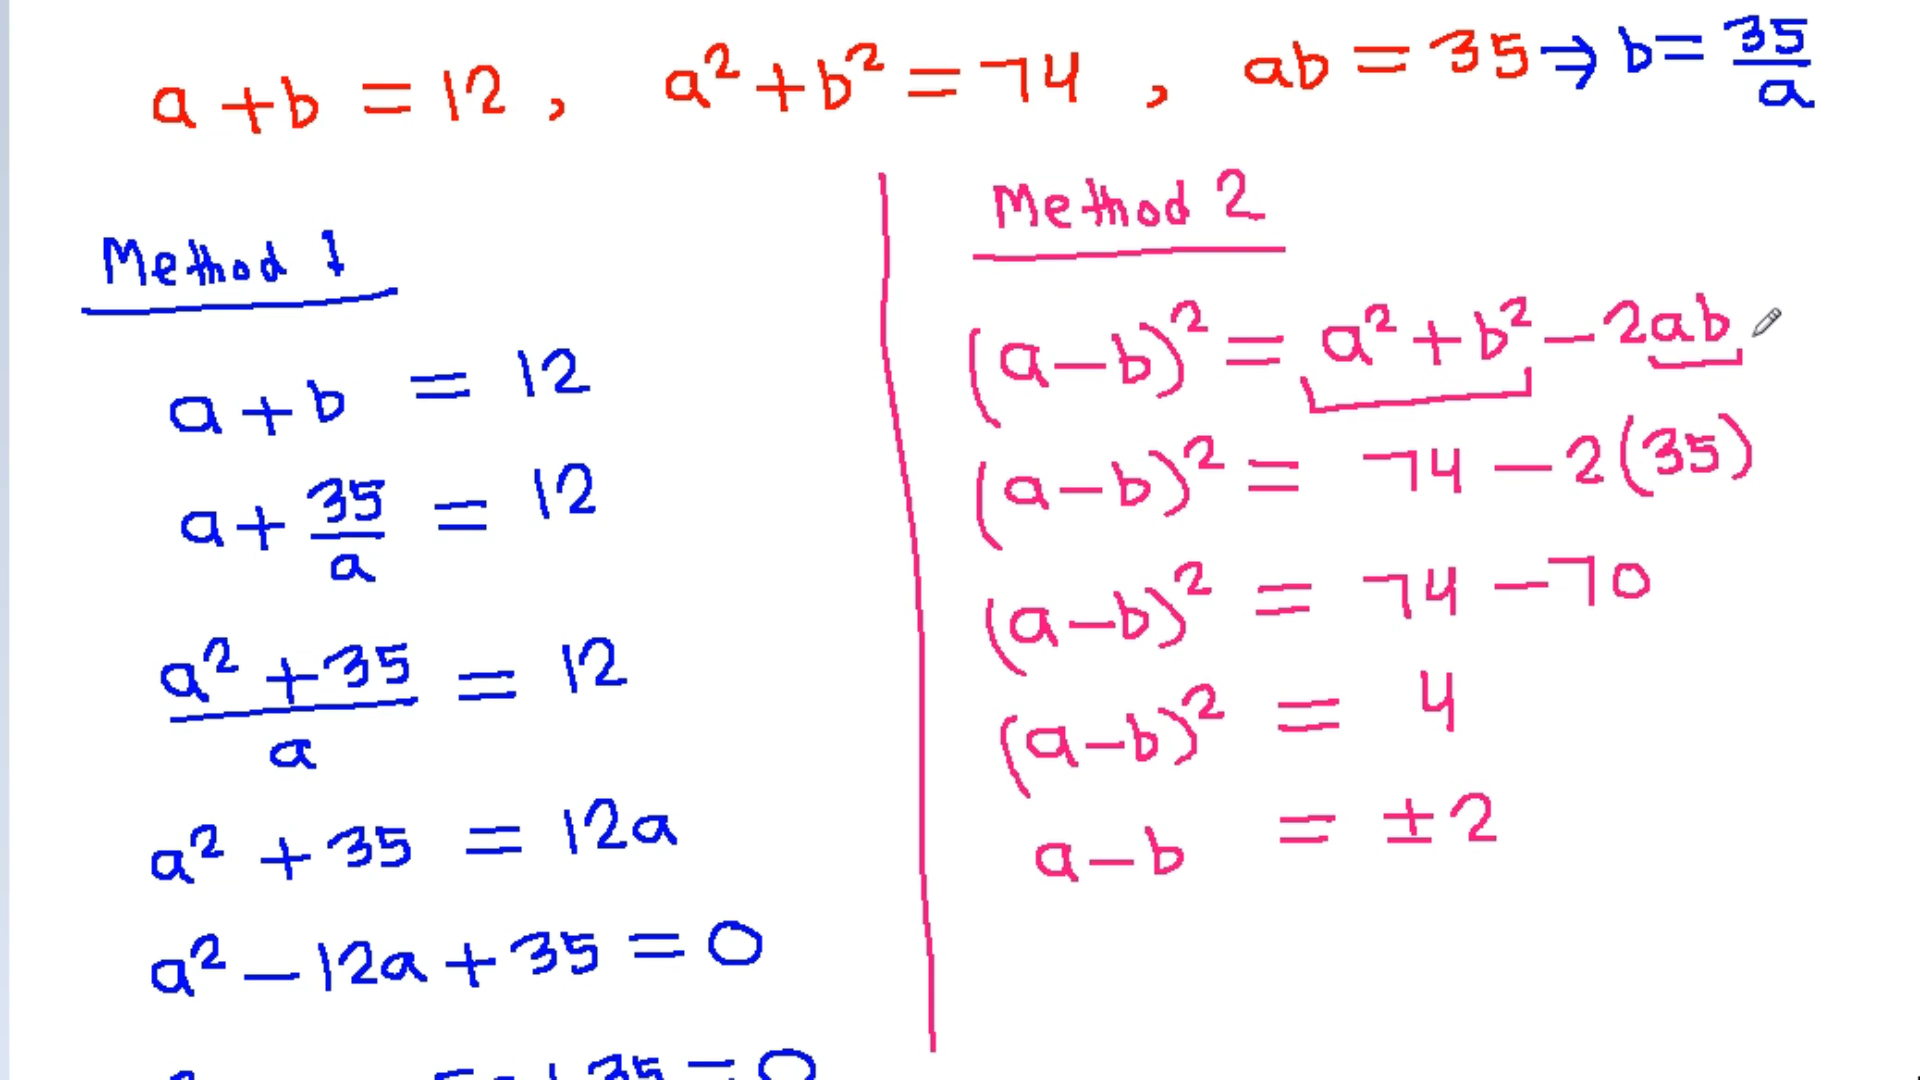 a + b = 12 , a² + b² = 74 , ab = 35 → b = 35/a
Method 1
a + b = 12
a + 35/a = 12
a² + 35 / a = 12
a² + 35 = 12a
a² − 12a + 35 = 0
Method 2
(a − b)² = a² + b² − 2ab
(a − b)² = 74 − 2(35)
(a − b)² = 74 − 70
(a − b)² = 4
a − b = ±2